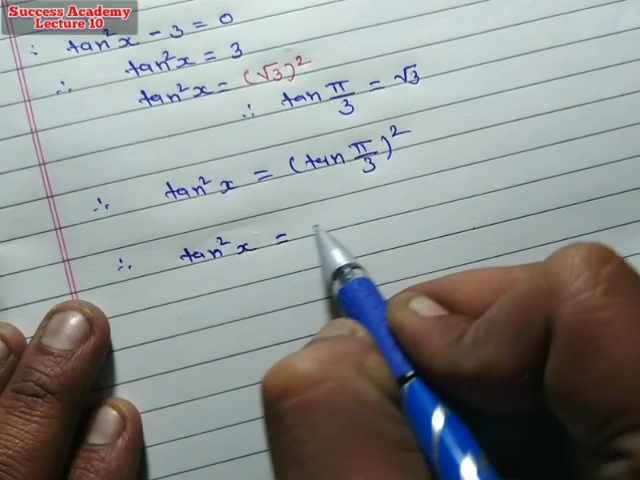 Success Academy
Lecture 10
∵ tan²x - 3 = 0
∴ tan²x = 3
tan²x = (√3)²
∴ tan π/3 = √3
∴ tan²x = (tan π/3)²
∴ tan²x =